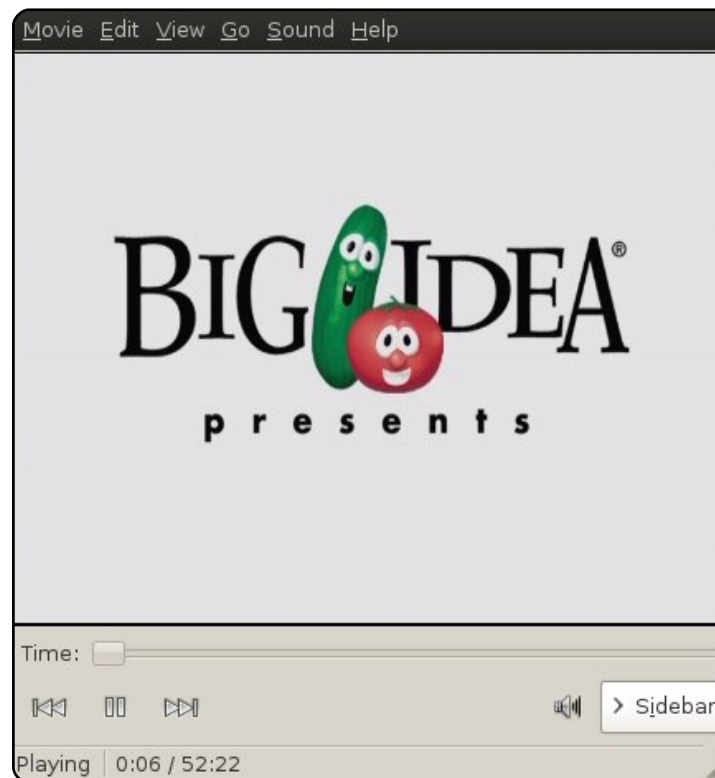 Movie Edit View Go Sound Help
BIG IDEA®
presents
Time:
Sidebar
Playing 0:06 / 52:22